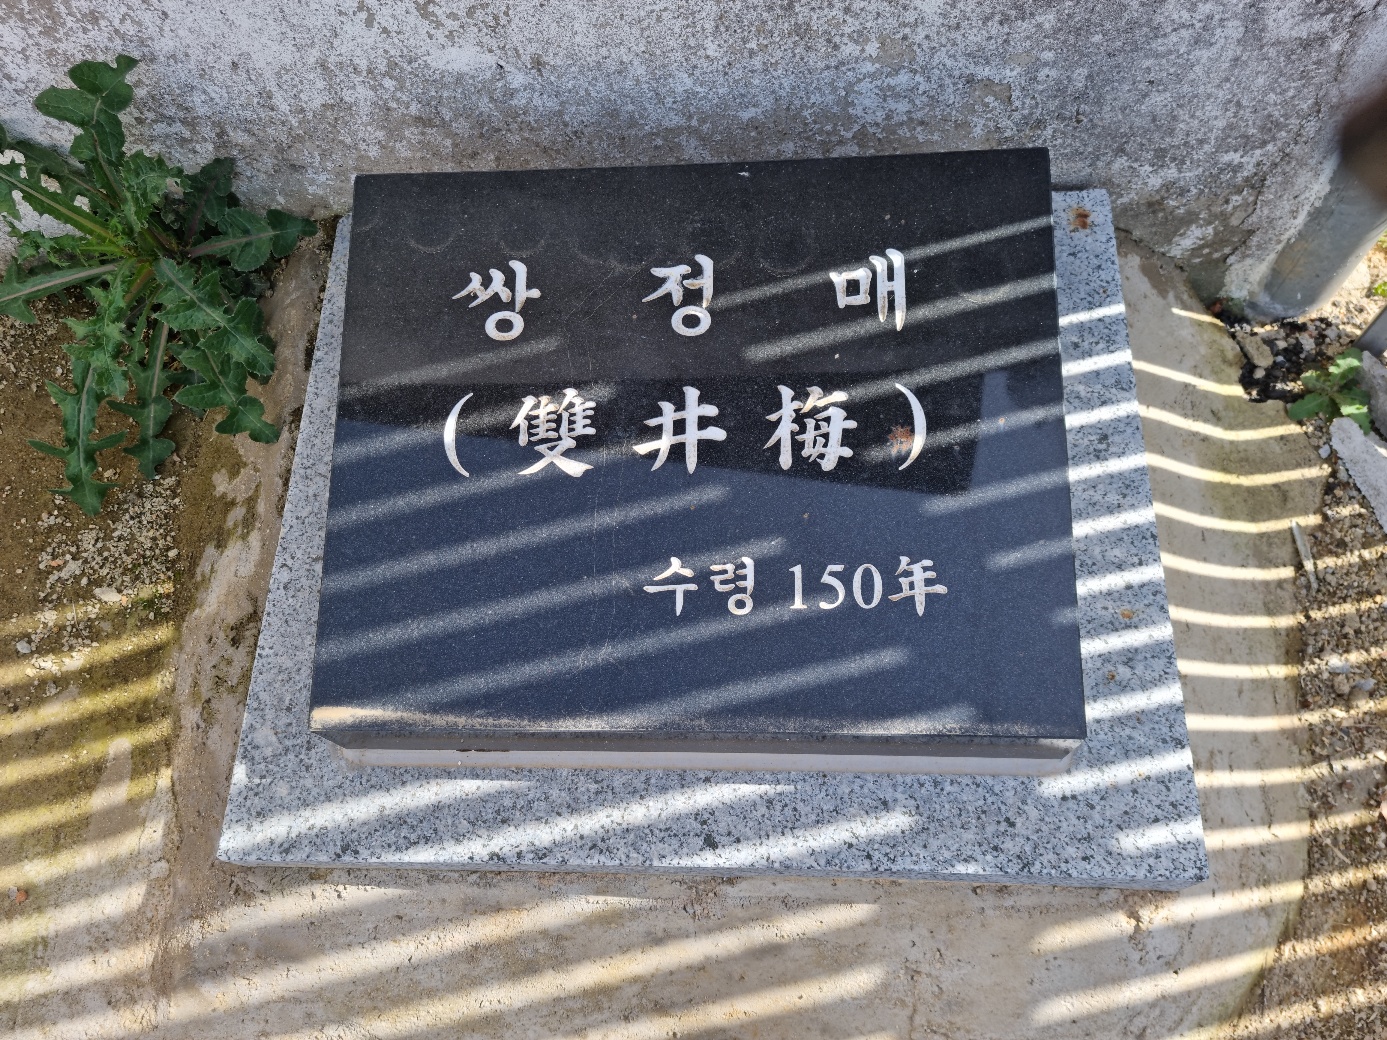 쌍 정 매
(雙井梅)
수령 150年